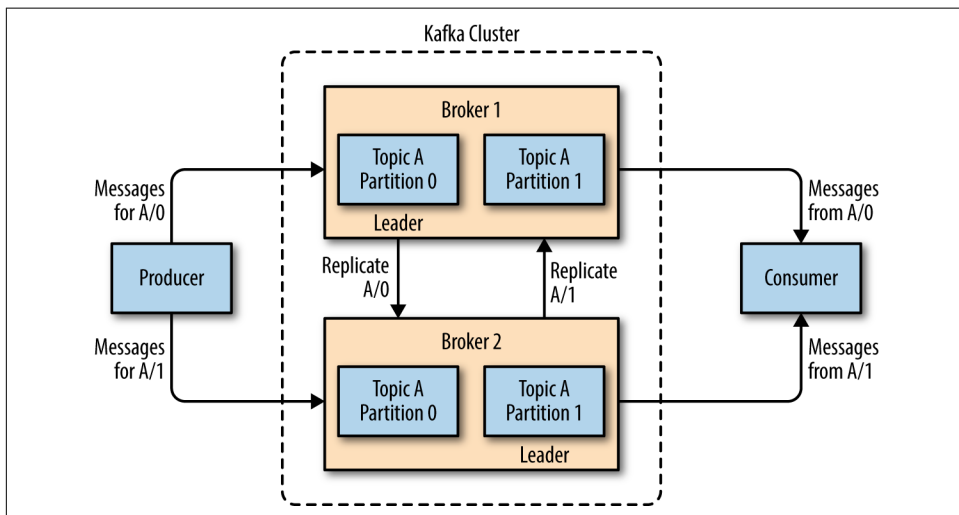 Kafka Cluster
Broker 1
Topic A
Partition 0
Topic A
Partition 1
Leader
Messages
for A/0
Messages
from A/0
Producer
Replicate
A/0
Replicate
A/1
Consumer
Messages
for A/1
Broker 2
Messages
from A/1
Topic A
Partition 0
Topic A
Partition 1
Leader